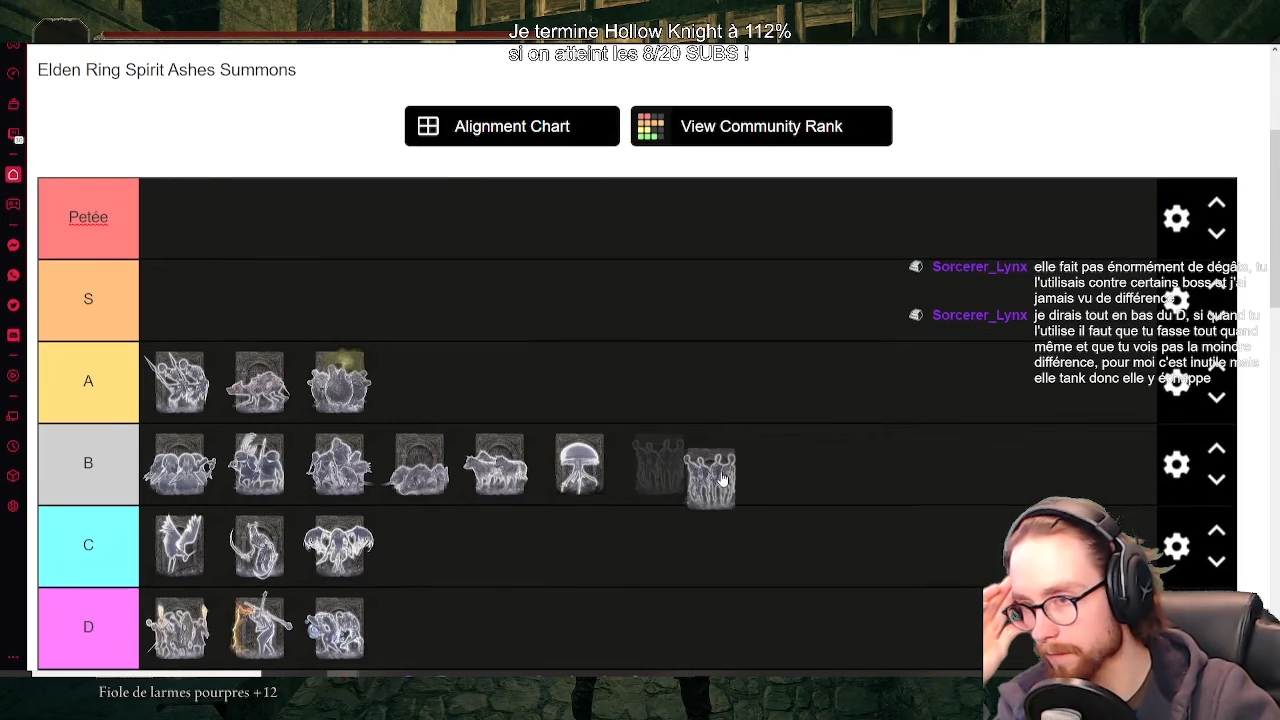 Je termine Hollow Knight à 112%
si on atteint les 8/20 SUBS !
Elden Ring Spirit Ashes Summons
Alignment Chart
View Community Rank
Petée
S
Sorcerer_Lynx elle fait pas énormément de dégâts, tu
l'utilisais contre certains boss et j'ai
jamais vu de différence
Sorcerer_Lynx je dirais tout en bas du D, si quand tu
l'utilise il faut que tu fasse tout quand
même et que tu vois pas la moindre
différence, pour moi c'est inutile mais
elle tank donc elle y échappe
A
B
C
D
Fiole de larmes pourpres +12